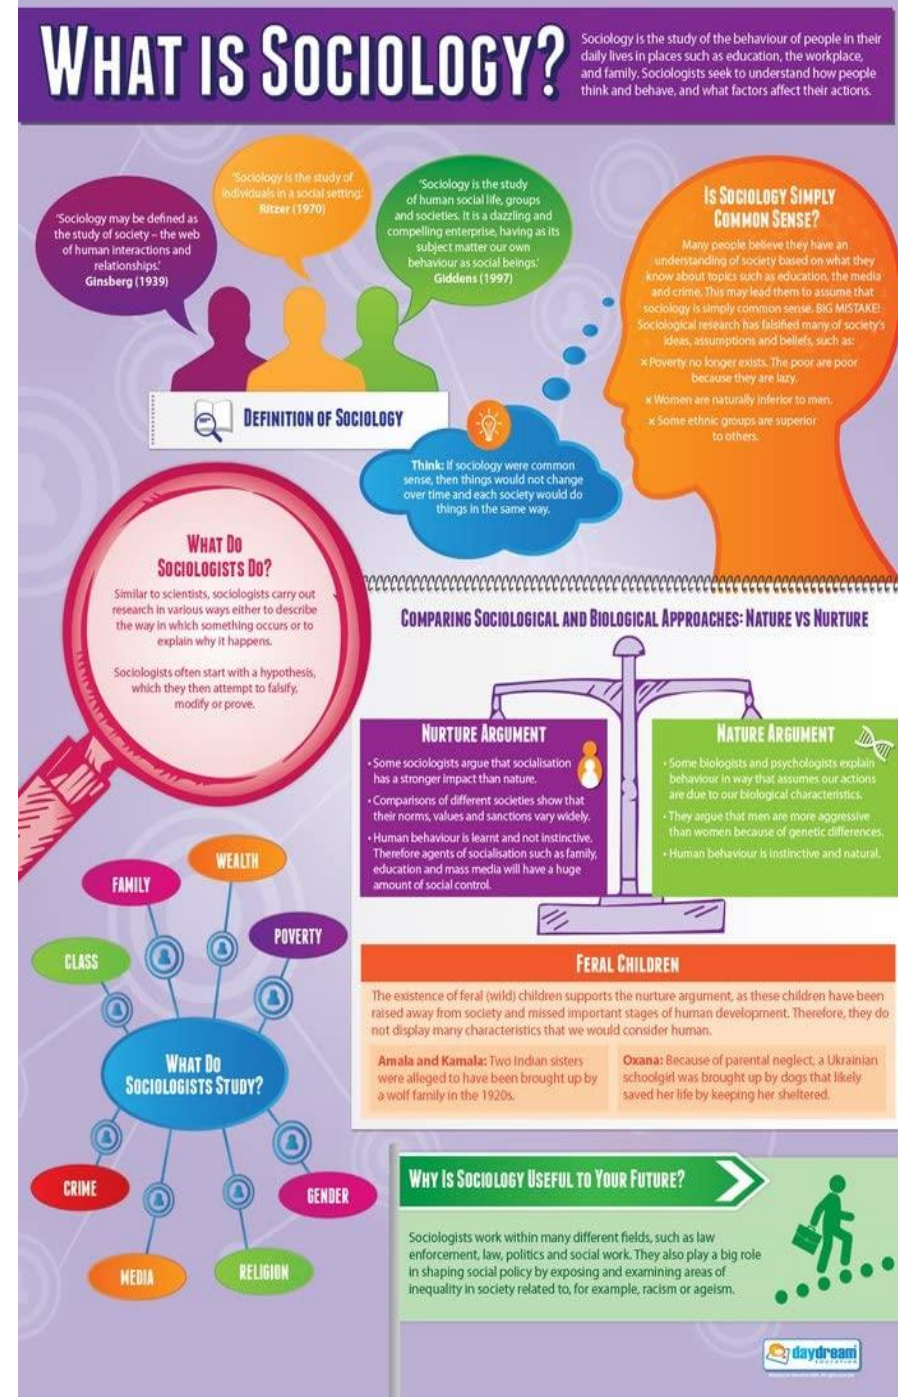 WHAT IS SOCIOLOGY?
Sociology is the study of the behaviour of people in their
daily lives in places such as education, the workplace,
and family. Sociologists seek to understand how people
think and behave, and what factors affect their actions.
'Sociology may be defined as
the study of society – the web
of human interactions and
relationships.'
Ginsberg (1939)
'Sociology is the study of
individuals in a social setting.'
Ritzer (1970)
'Sociology is the study
of human social life, groups
and societies. It is a dazzling and
compelling enterprise, having as its
subject matter our own
behaviour as social beings.'
Giddens (1997)
DEFINITION OF SOCIOLOGY
IS SOCIOLOGY SIMPLY
COMMON SENSE?
Many people believe they have an
understanding of society based on what they
know about topics such as education, the media
and crime. This may lead them to assume that
sociology is simply common sense. BIG MISTAKE!
Sociological research has falsified many of society's
ideas, assumptions and beliefs, such as:
x Poverty no longer exists. The poor are poor
because they are lazy.
x Women are naturally inferior to men.
x Some ethnic groups are superior
to others.
Think: If sociology were common
sense, then things would not change
over time and each society would do
things in the same way.
WHAT DO
SOCIOLOGISTS DO?
Similar to scientists, sociologists carry out
research in various ways either to describe
the way in which something occurs or to
explain why it happens.
Sociologists often start with a hypothesis,
which they then attempt to falsify,
modify or prove.
COMPARING SOCIOLOGICAL AND BIOLOGICAL APPROACHES: NATURE VS NURTURE
NURTURE ARGUMENT
• Some sociologists argue that socialisation
has a stronger impact than nature.
• Comparisons of different societies show that
their norms, values and sanctions vary widely.
• Human behaviour is learnt and not instinctive.
Therefore agents of socialisation such as family,
education and mass media will have a huge
amount of social control.
NATURE ARGUMENT
• Some biologists and psychologists explain
behaviour in way that assumes our actions
are due to our biological characteristics.
• They argue that men are more aggressive
than women because of genetic differences.
• Human behaviour is instinctive and natural.
FERAL CHILDREN
The existence of feral (wild) children supports the nurture argument, as these children have been
raised away from society and missed important stages of human development. Therefore, they do
not display many characteristics that we would consider human.
Amala and Kamala: Two Indian sisters
were alleged to have been brought up by
a wolf family in the 1920s.
Oxana: Because of parental neglect, a Ukrainian
schoolgirl was brought up by dogs that likely
saved her life by keeping her sheltered.
WEALTH
FAMILY
POVERTY
CLASS
WHAT DO
SOCIOLOGISTS STUDY?
CRIME
GENDER
MEDIA
RELIGION
WHY IS SOCIOLOGY USEFUL TO YOUR FUTURE?
Sociologists work within many different fields, such as law
enforcement, law, politics and social work. They also play a big role
in shaping social policy by exposing and examining areas of
inequality in society related to, for example, racism or ageism.
daydream
EDUCATION